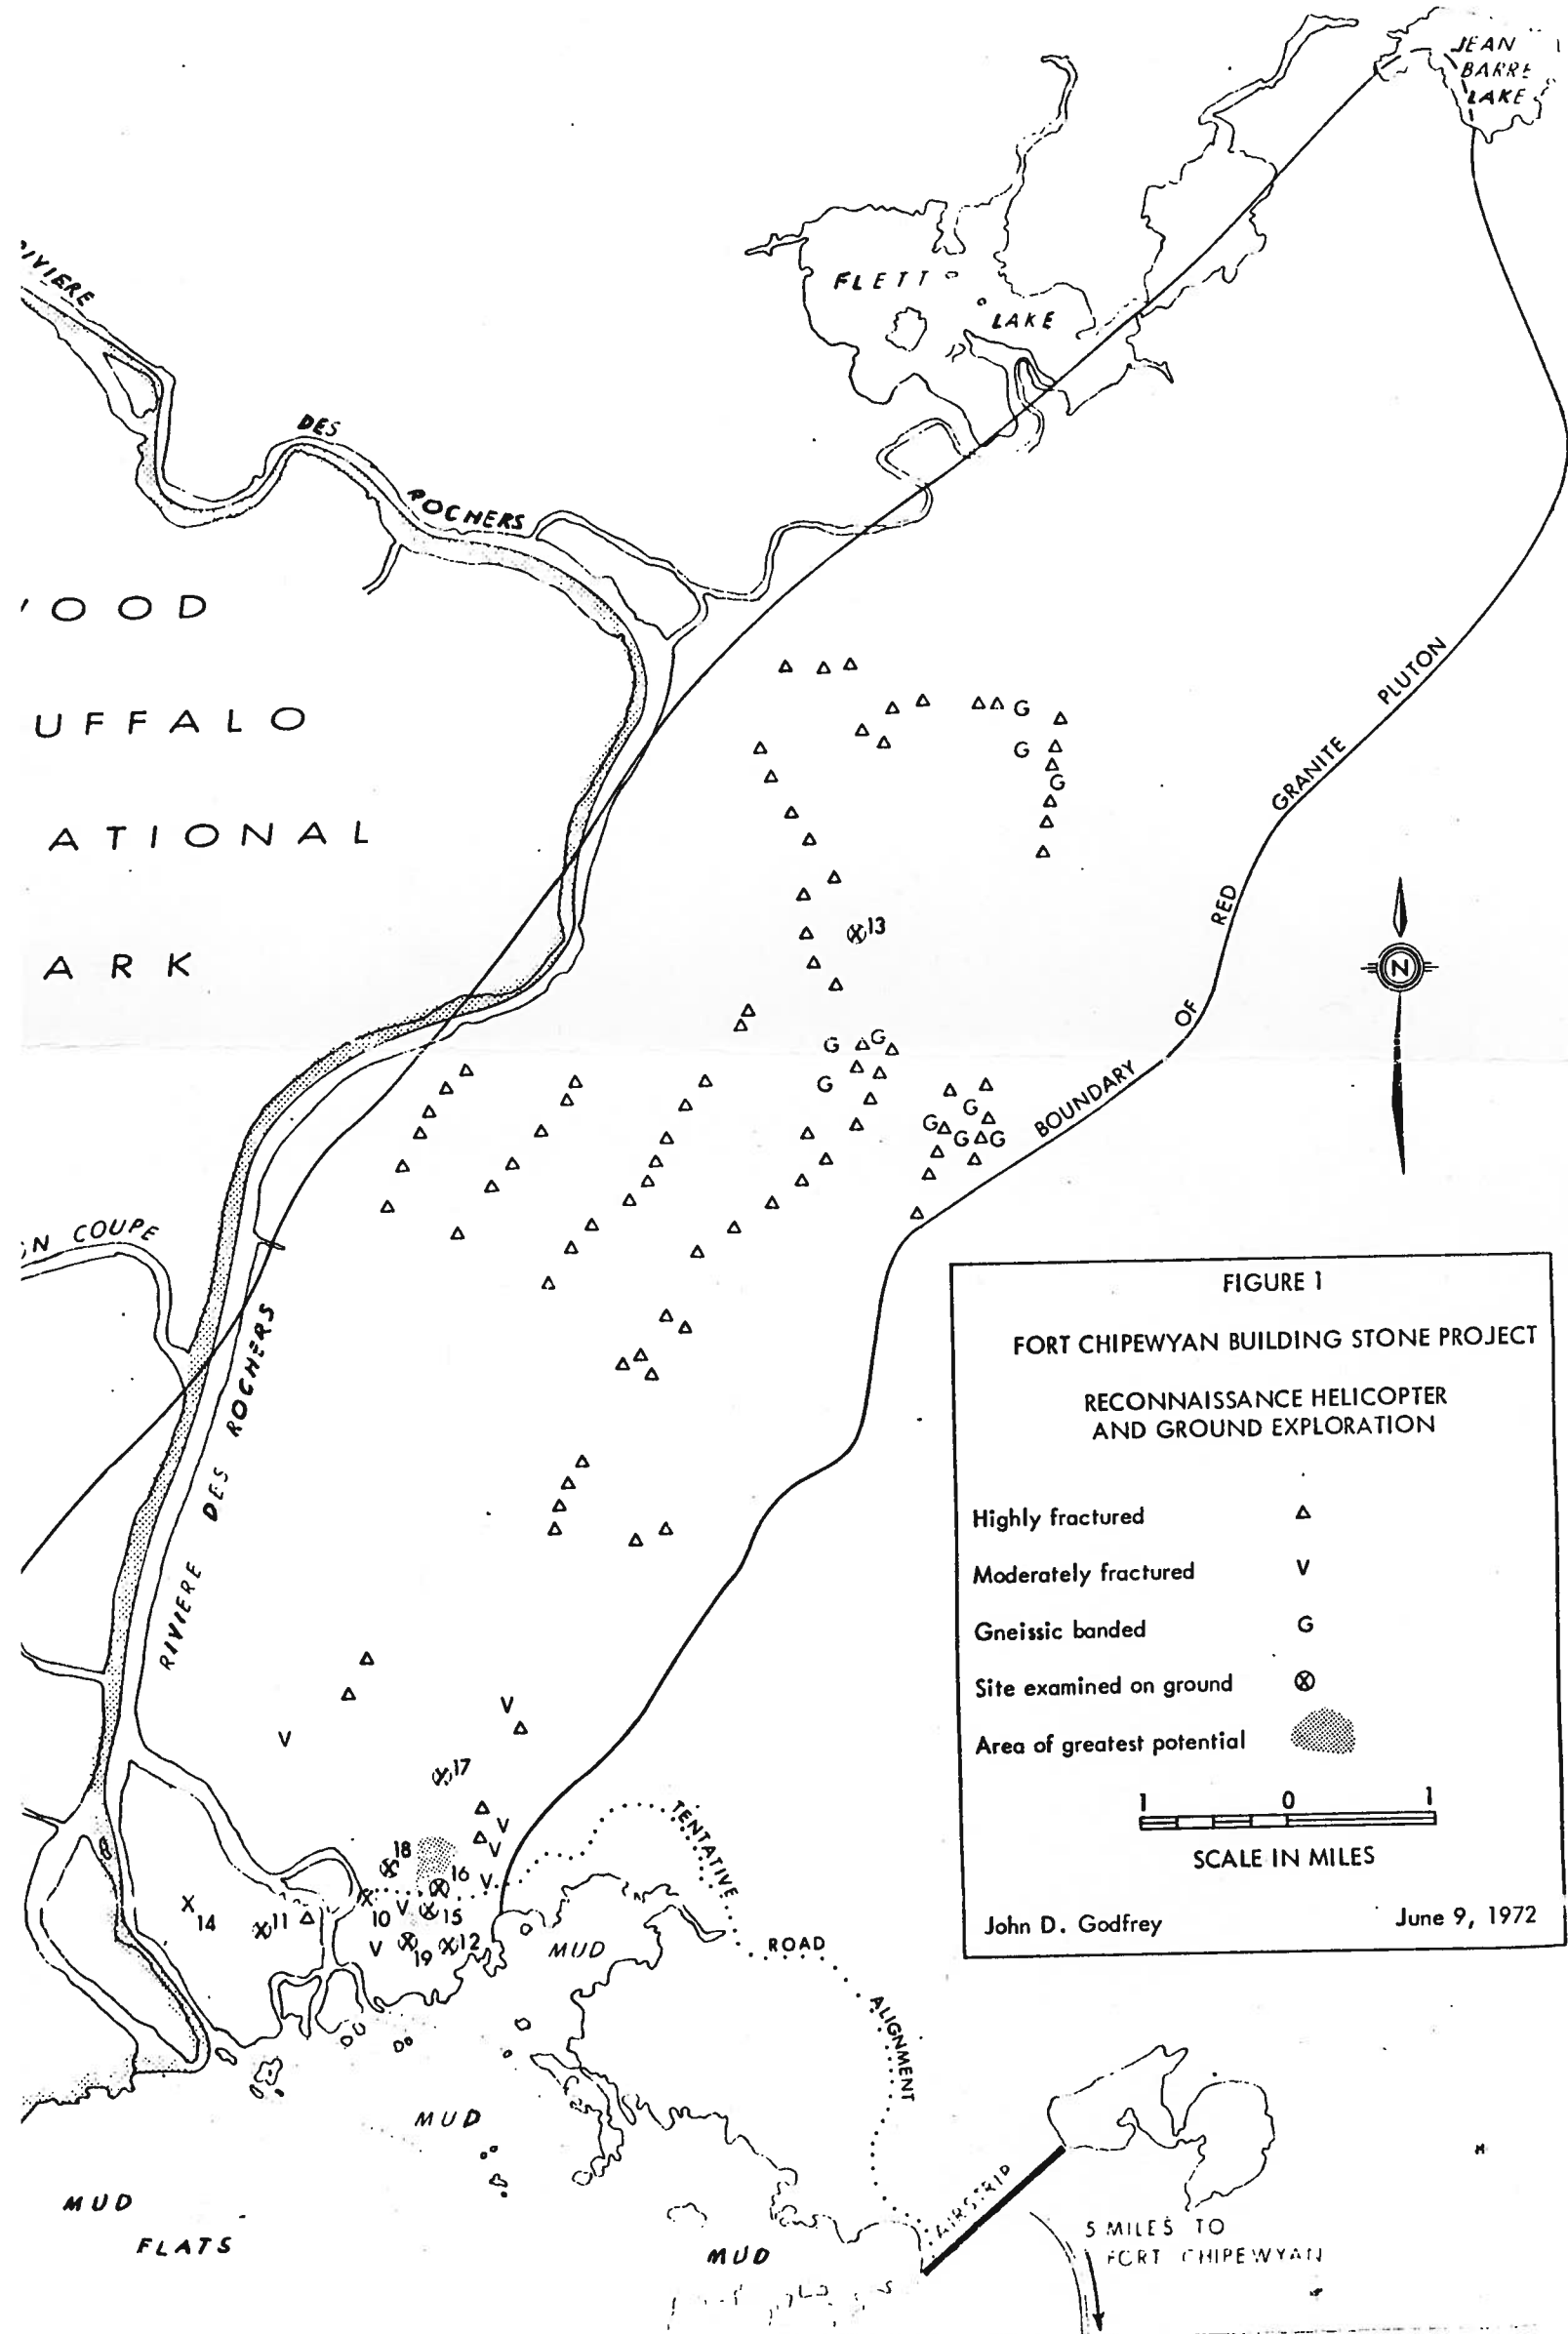 JEAN
BARRE
LAKE
FLETT
LAKE
RIVIERE
DES
ROCHERS
OOD
UFFALO
ATIONAL
ARK
G
G
G
13
G
G
G
G
G
G
G
BOUNDARY OF RED GRANITE PLUTON
N
COUPE
RIVIERE DES ROCHERS
FIGURE 1
FORT CHIPEWYAN BUILDING STONE PROJECT
RECONNAISSANCE HELICOPTER
AND GROUND EXPLORATION
Highly fractured
Moderately fractured V
Gneissic banded G
Site examined on ground
Area of greatest potential
1 0 1
SCALE IN MILES
John D. Godfrey June 9, 1972
V
V
17
V
V
18
16
V
TENTATIVE
ROAD
ALIGNMENT
X 14
11
10
V
15
V
19
12
MUD
MUD
MUD
FLATS
MUD
AIRSTRIP
5 MILES TO
FORT CHIPEWYAN